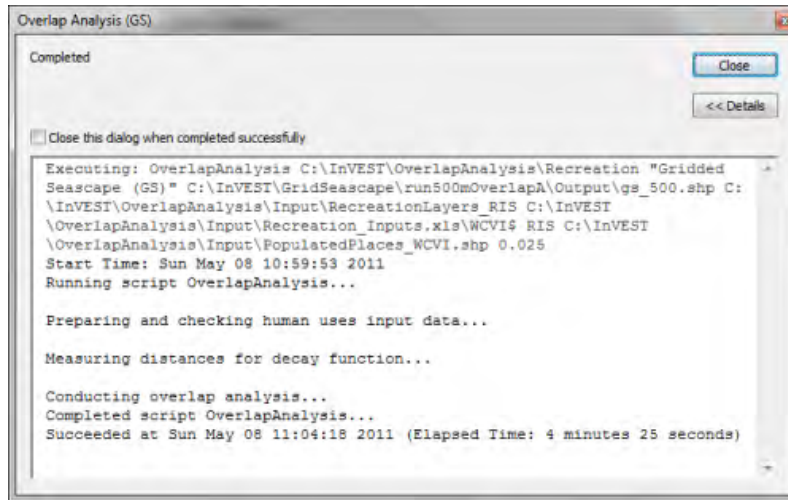 Overlap Analysis (GS)
Completed
Close
<< Details
Close this dialog when completed successfully
Executing: OverlapAnalysis C:\InVEST\OverlapAnalysis\Recreation "Gridded
Seascape (GS)" C:\InVEST\GridSeascape\run500mOverlapA\Output\gs_500.shp C:
\InVEST\OverlapAnalysis\Input\RecreationLayers_RIS C:\InVEST
\OverlapAnalysis\Input\Recreation_Inputs.xls\WCVI$ RIS C:\InVEST
\OverlapAnalysis\Input\PopulatedPlaces_WCVI.shp 0.025
Start Time: Sun May 08 10:59:53 2011
Running script OverlapAnalysis...
Preparing and checking human uses input data...
Measuring distances for decay function...
Conducting overlap analysis...
Completed script OverlapAnalysis...
Succeeded at Sun May 08 11:04:18 2011 (Elapsed Time: 4 minutes 25 seconds)